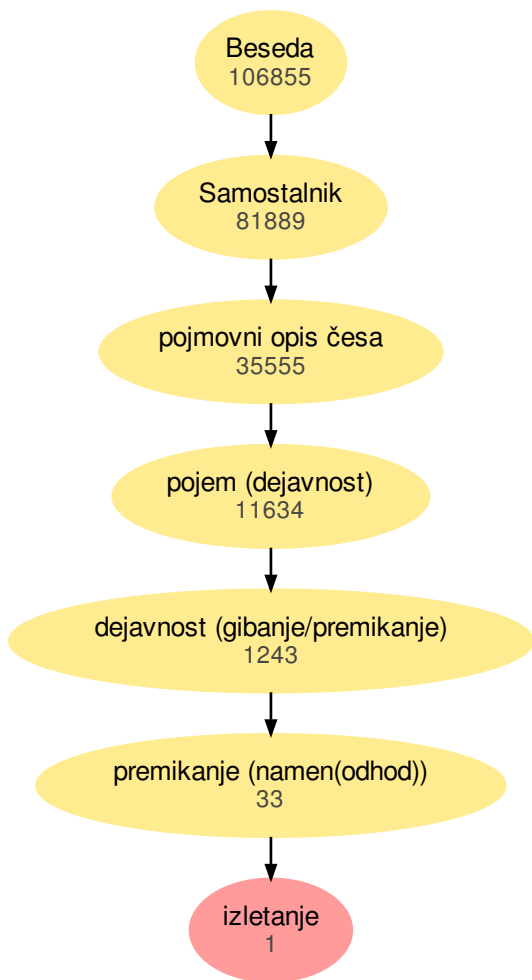 Beseda
106855
Samostalnik
81889
pojmovni opis česa
35555
pojem (dejavnost)
11634
dejavnost (gibanje/premikanje)
1243
premikanje (namen(odhod))
33
izletanje
1